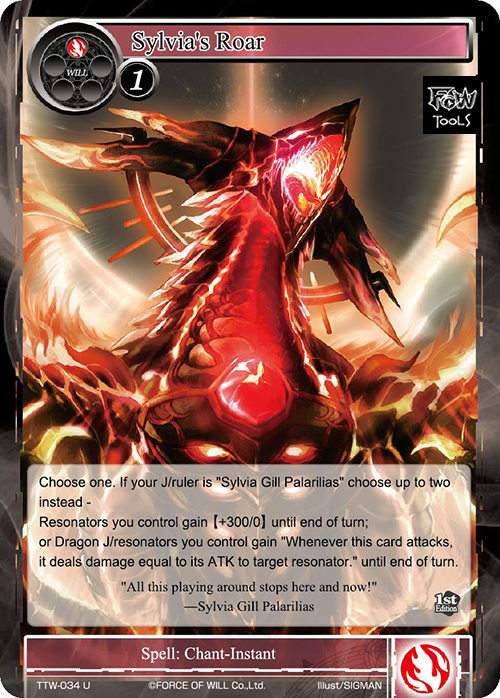 Sylvia's Roar
WILL
1
FoW
TOOLS
Choose one. If your J/ruler is "Sylvia Gill Palarilias" choose up to two
instead -
Resonators you control gain 【+300/0】 until end of turn;
or Dragon J/resonators you control gain "Whenever this card attacks,
it deals damage equal to its ATK to target resonator." until end of turn.
"All this playing around stops here and now!"
—Sylvia Gill Palarilias
1st
Edition
Spell: Chant-Instant
TTW-034 U ©FORCE OF WILL Co.,Ltd. Illust/SIGMAN